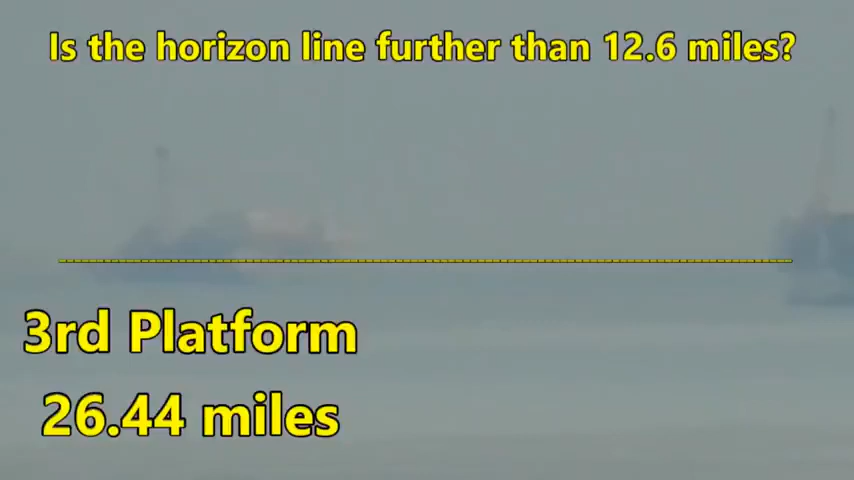 Is the horizon line further than 12.6 miles?
3rd Platform
26.44 miles